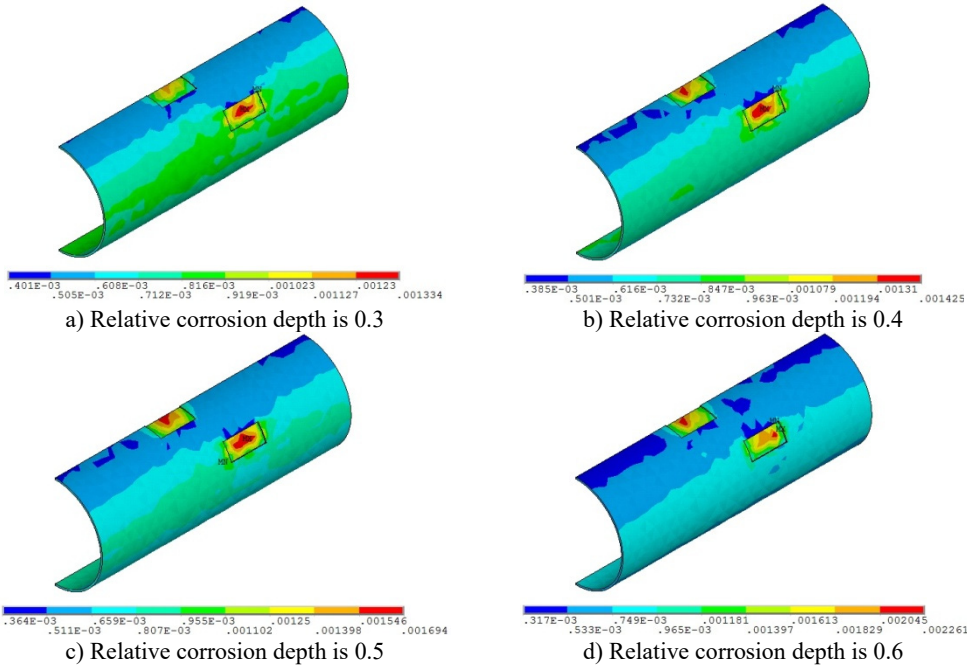 MN
MN
.401E-03 .608E-03 .816E-03 .001023 .00123
.505E-03 .712E-03 .919E-03 .001127 .001334
.385E-03 .616E-03 .847E-03 .001079 .00131
.501E-03 .732E-03 .963E-03 .001194 .001425
a) Relative corrosion depth is 0.3
b) Relative corrosion depth is 0.4
MN
MN
.364E-03 .659E-03 .955E-03 .00125 .001546
.511E-03 .807E-03 .001102 .001398 .001694
.317E-03 .749E-03 .001181 .001613 .002045
.533E-03 .965E-03 .001397 .001829 .002261
c) Relative corrosion depth is 0.5
d) Relative corrosion depth is 0.6